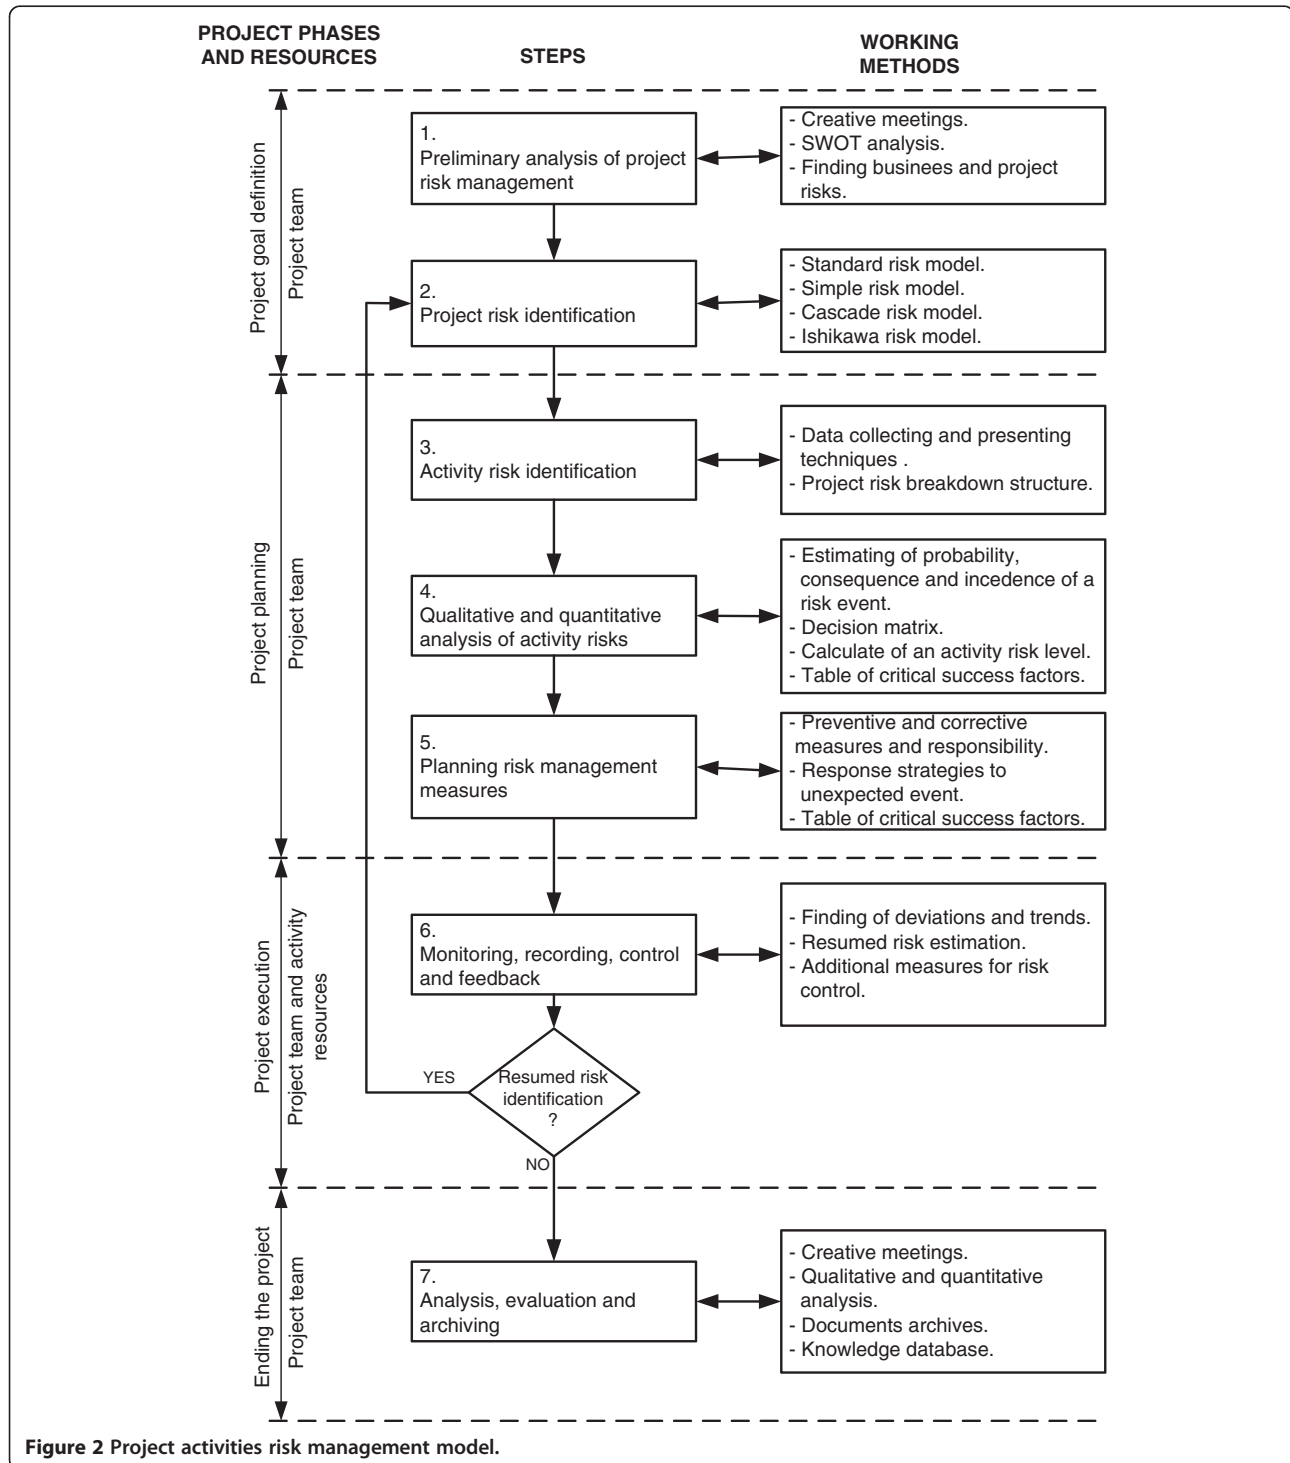 PROJECT PHASES
AND RESOURCES
STEPS
WORKING
METHODS
Project goal definition
Project team
1.
Preliminary analysis of project
risk management
- Creative meetings.
- SWOT analysis.
- Finding businees and project
risks.
2.
Project risk identification
- Standard risk model.
- Simple risk model.
- Cascade risk model.
- Ishikawa risk model.
Project planning
Project team
3.
Activity risk identification
- Data collecting and presenting
techniques .
- Project risk breakdown structure.
4.
Qualitative and quantitative
analysis of activity risks
- Estimating of probability,
consequence and incedence of a
risk event.
- Decision matrix.
- Calculate of an activity risk level.
- Table of critical success factors.
5.
Planning risk management
measures
- Preventive and corrective
measures and responsibility.
- Response strategies to
unexpected event.
- Table of critical success factors.
Project execution
Project team and activity
resources
6.
Monitoring, recording, control
and feedback
- Finding of deviations and trends.
- Resumed risk estimation.
- Additional measures for risk
control.
YES
Resumed risk
identification
?
NO
Ending the project
Project team
7.
Analysis, evaluation and
archiving
- Creative meetings.
- Qualitative and quantitative
analysis.
- Documents archives.
- Knowledge database.
Figure 2 Project activities risk management model.